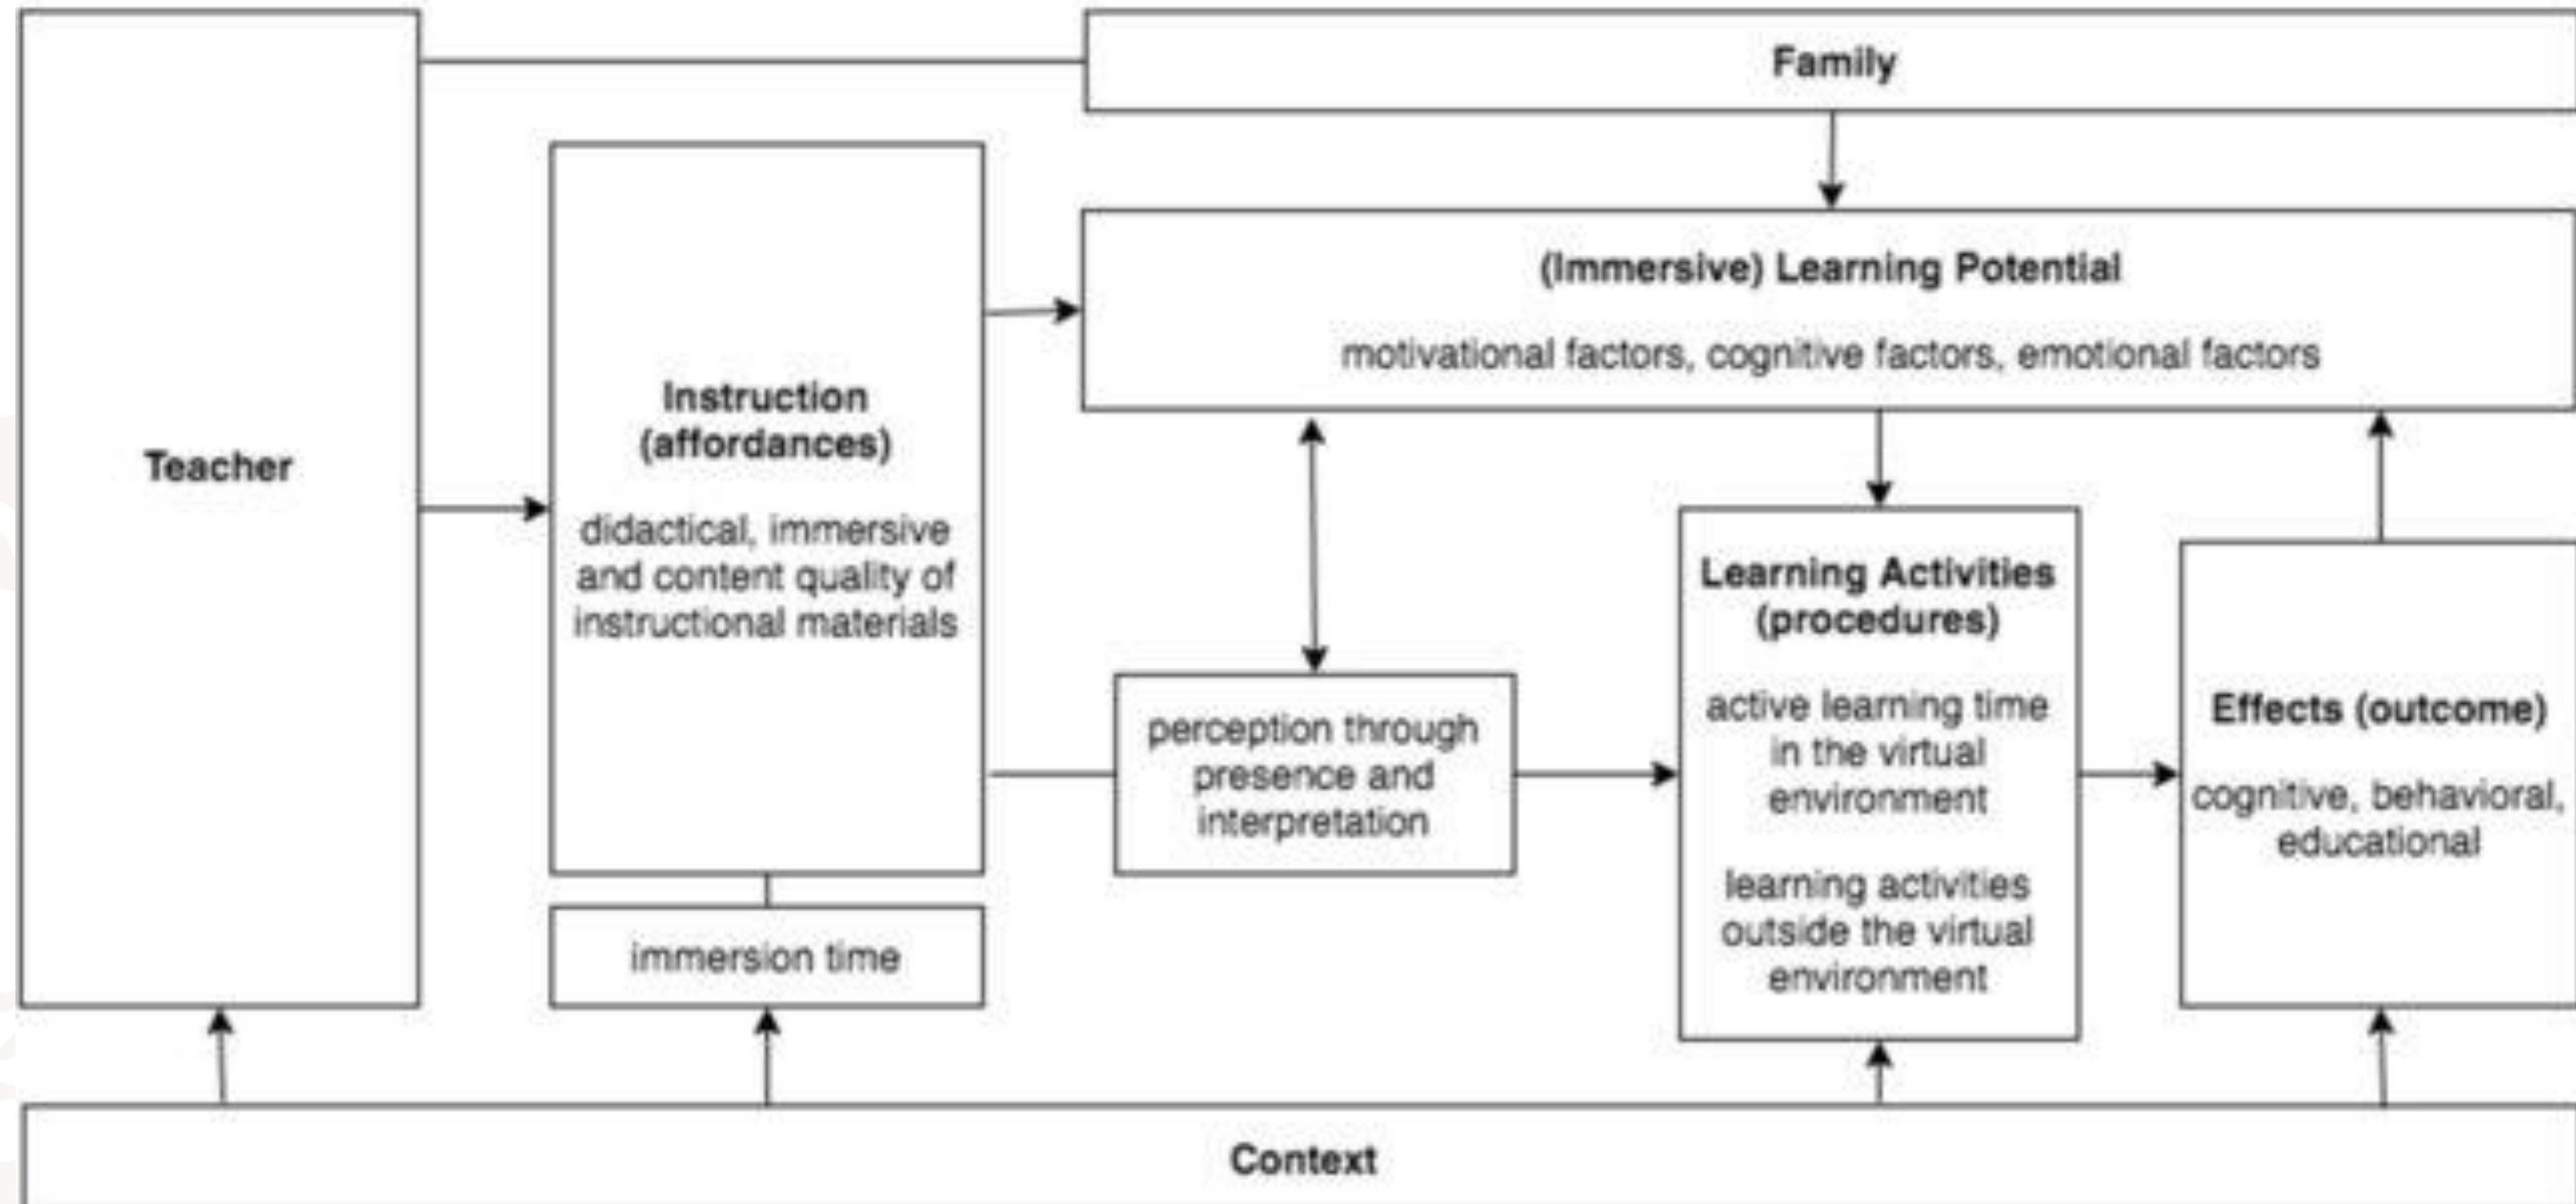 Family
Teacher
Instruction
(affordances)
didactical, immersive
and content quality of
instructional materials
immersion time
(Immersive) Learning Potential
motivational factors, cognitive factors, emotional factors
perception through
presence and
interpretation
Learning Activities
(procedures)
active learning time
in the virtual
environment
learning activities
outside the virtual
environment
Effects (outcome)
cognitive, behavioral,
educational
Context